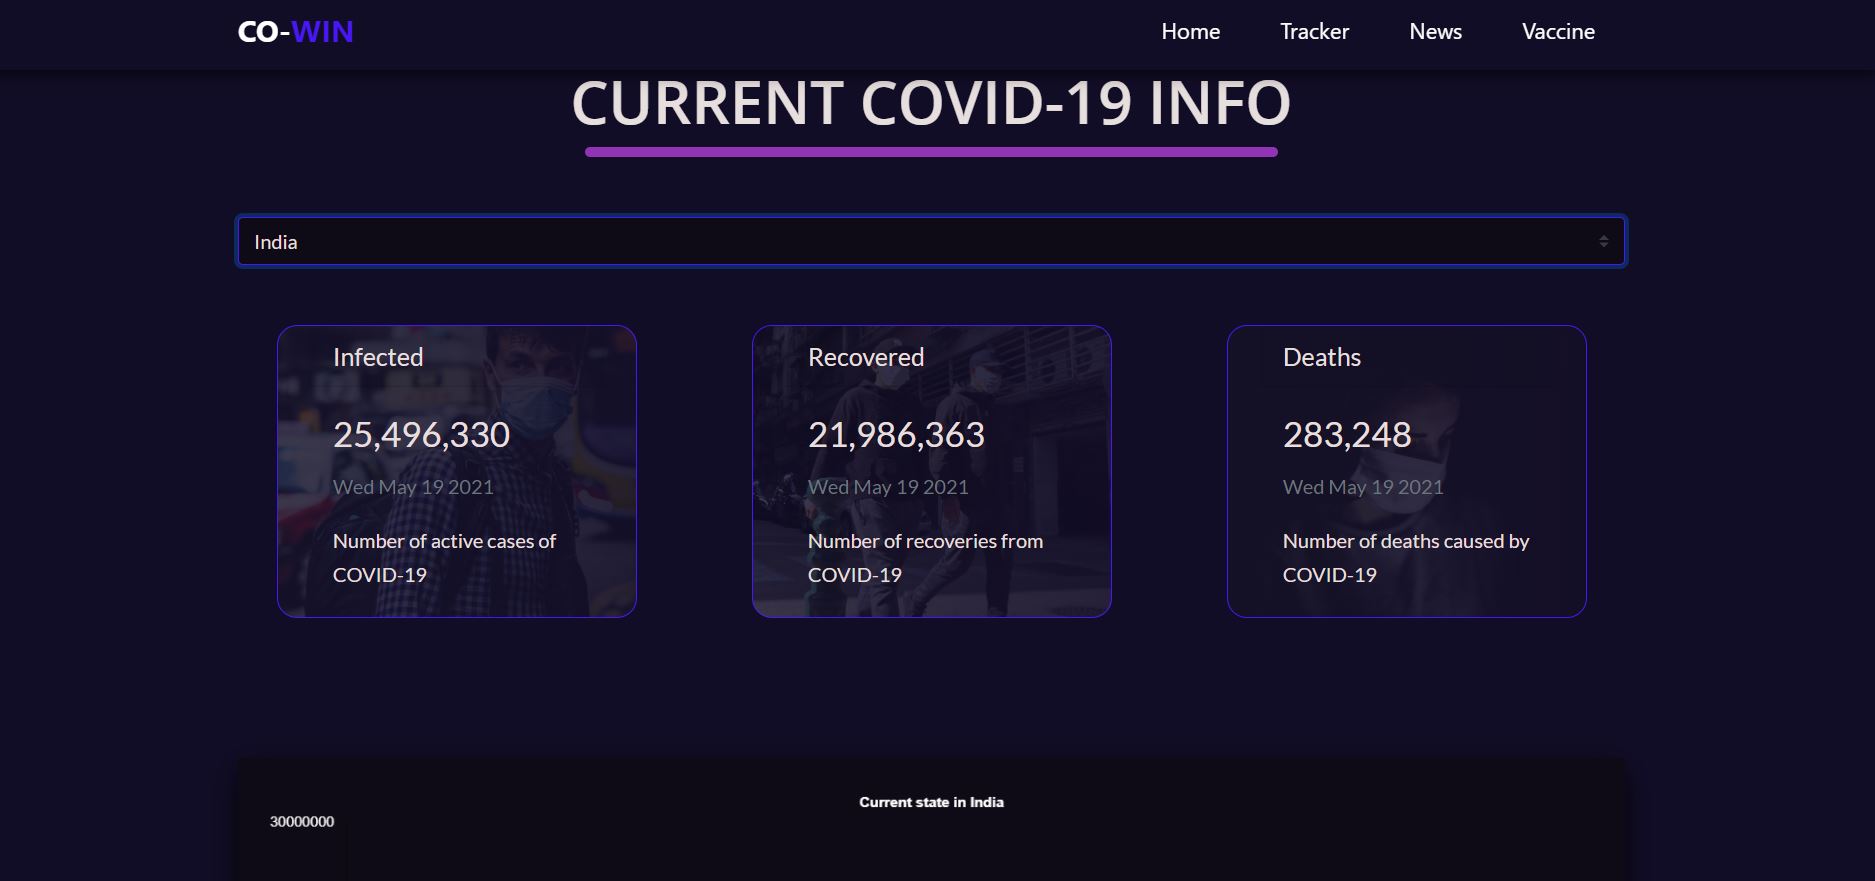 CO-WIN
Home Tracker News Vaccine
CURRENT COVID-19 INFO
India
Infected
25,496,330
Wed May 19 2021
Number of active cases of
COVID-19
Recovered
21,986,363
Wed May 19 2021
Number of recoveries from
COVID-19
Deaths
283,248
Wed May 19 2021
Number of deaths caused by
COVID-19
Current state in India
30000000